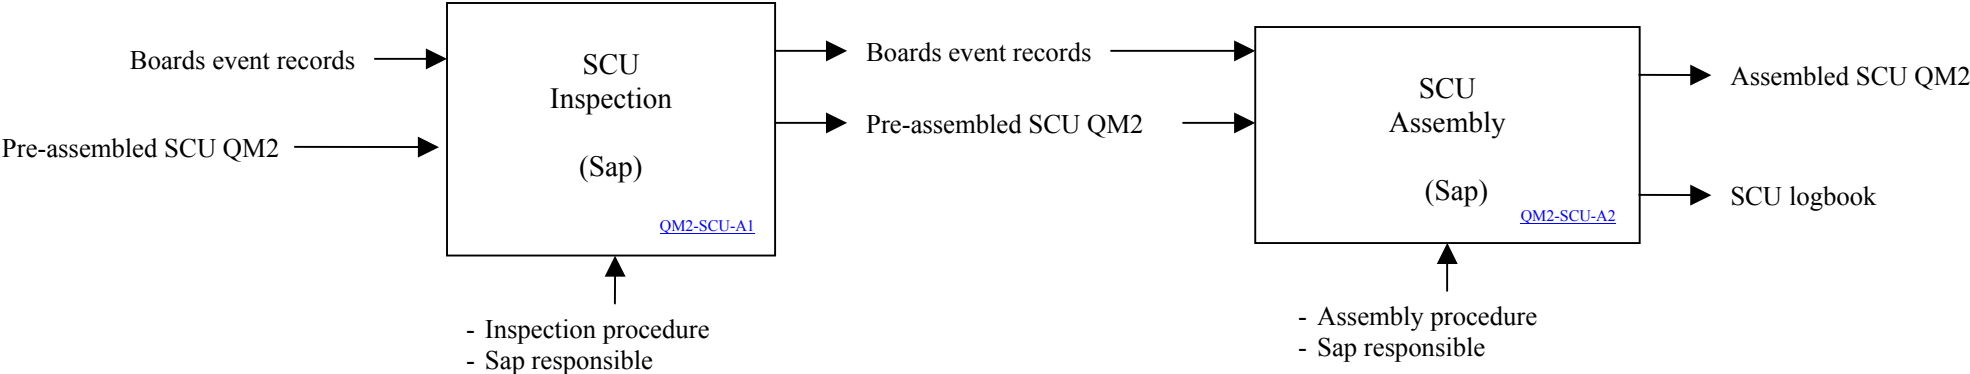 Boards event records
Pre-assembled SCU QM2
SCU
Inspection
(Sap)
QM2-SCU-A1
- Inspection procedure
- Sap responsible
Boards event records
Pre-assembled SCU QM2
SCU
Assembly
(Sap)
QM2-SCU-A2
- Assembly procedure
- Sap responsible
Assembled SCU QM2
SCU logbook